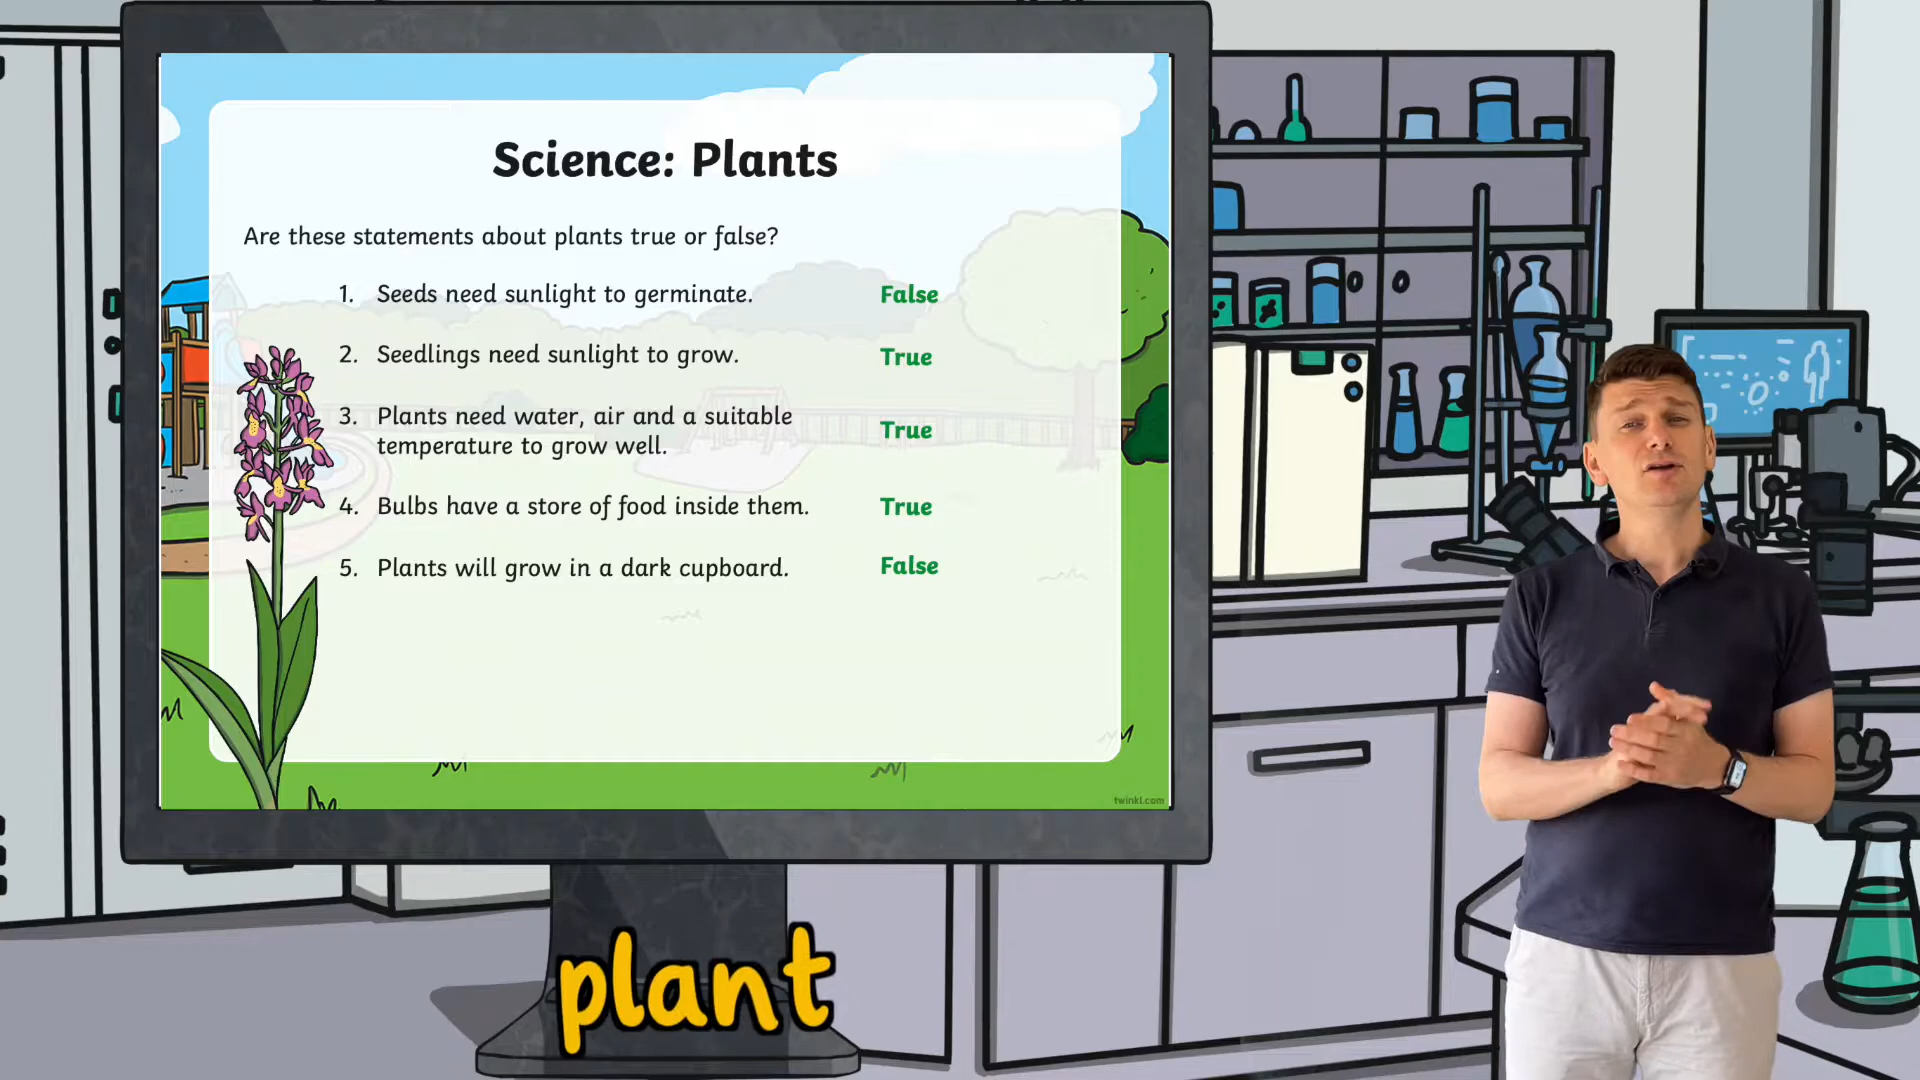 Science: Plants
Are these statements about plants true or false?
1. Seeds need sunlight to germinate. False
2. Seedlings need sunlight to grow. True
3. Plants need water, air and a suitable
temperature to grow well. True
4. Bulbs have a store of food inside them. True
5. Plants will grow in a dark cupboard. False
twinkl.com
plant